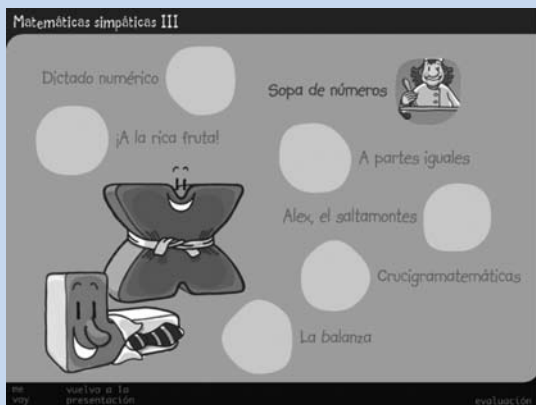 Matemáticas simpáticas III
Dictado numérico
Sopa de números
¡A la rica fruta!
A partes iguales
Alex, el saltamontes
Crucigramatemáticas
La balanza
me voy
vuelvo a la presentación
evaluación